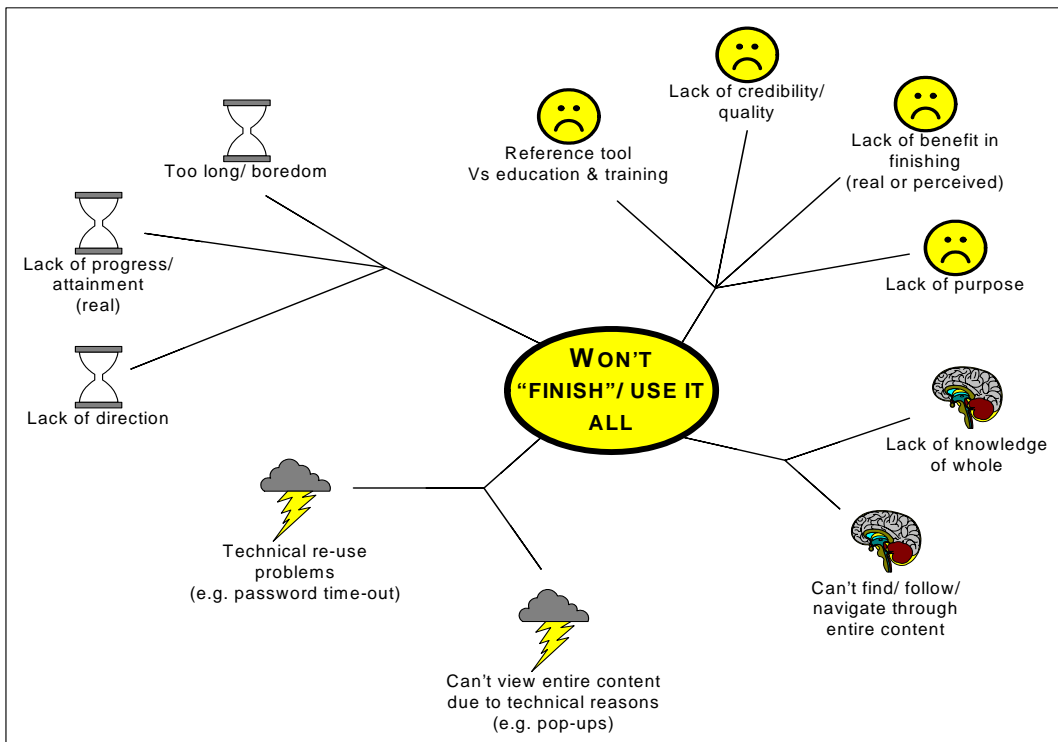 Lack of credibility/
quality
Reference tool
Vs education & training
Lack of benefit in
finishing
(real or perceived)
Too long/ boredom
Lack of progress/
attainment
(real)
Lack of purpose
Lack of direction
WON'T
“FINISH”/ USE IT
ALL
Lack of knowledge
of whole
Technical re-use
problems
(e.g. password time-out)
Can't find/ follow/
navigate through
entire content
Can't view entire content
due to technical reasons
(e.g. pop-ups)